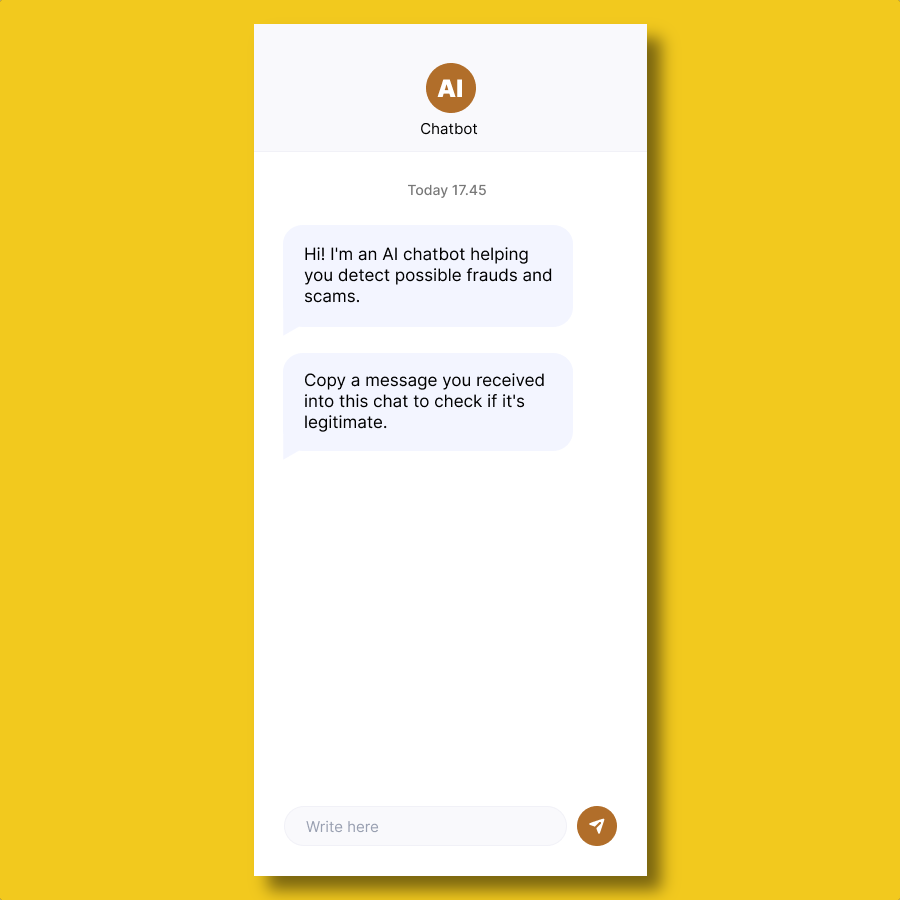 AI
Chatbot
Today 17.45
Hi! I'm an AI chatbot helping
you detect possible frauds and
scams.
Copy a message you received
into this chat to check if it's
legitimate.
Write here